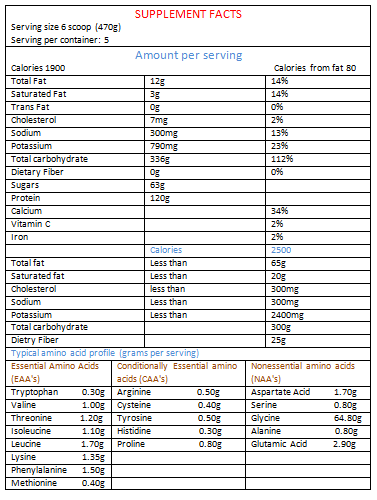 SUPPLEMENT FACTS
Serving size 6 scoop (470g)
Serving per container: 5
Amount per serving
Calories 1900 Calories from fat 80
Total Fat 12g 14%
Saturated Fat 3g 14%
Trans Fat 0g 0%
Cholesterol 7mg 2%
Sodium 300mg 13%
Potassium 790mg 23%
Total carbohydrate 336g 112%
Dietary Fiber 0g 0%
Sugars 63g
Protein 120g
Calcium 34%
Vitamin C 2%
Iron 2%
Calories 2500
Total fat Less than 65g
Saturated fat Less than 20g
Cholesterol less than 300mg
Sodium Less than 300mg
Potassium Less than 2400mg
Total carbohydrate 300g
Dietry Fiber 25g
Typical amino acid profile (grams per serving)
Essential Amino Acids (EAA's) Conditionally Essential amino acids (CAA's) Nonessential amino acids (NAA's)
Tryptophan 0.30g Arginine 0.50g Aspartate Acid 1.70g
Valine 1.00g Cysteine 0.40g Serine 0.80g
Threonine 1.20g Tyrosine 0.50g Glycine 64.80g
Isoleucine 1.10g Histidine 0.30g Alanine 0.80g
Leucine 1.70g Proline 0.80g Glutamic Acid 2.90g
Lysine 1.35g
Phenylalanine 1.50g
Methionine 0.40g